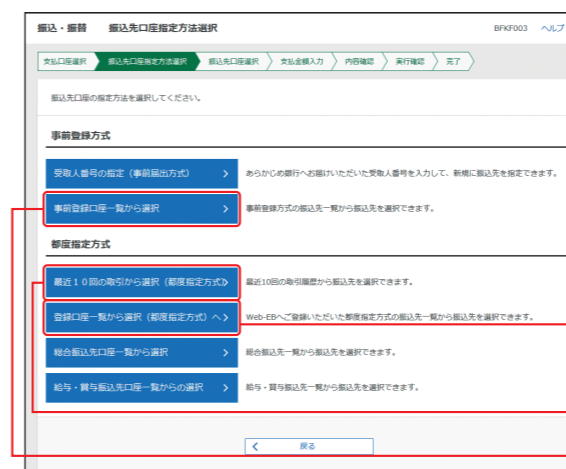 振込・振替 振込先口座指定方法選択 BFKF003 ヘルプ
支払口座選択 振込先口座指定方法選択 振込先口座選択 支払金額入力 内容確認 実行確認 完了
振込先口座の指定方法を選択してください。
事前登録方式
受取人番号の指定（事前届出方式） あらかじめ銀行へお届けいただいた受取人番号を入力して、新規に振込先を指定できます。
事前登録口座一覧から選択 事前登録方式の振込先一覧から振込先を選択できます。
都度指定方式
最近１０回の取引から選択（都度指定方式） 最近10回の取引履歴から振込先を選択できます。
登録口座一覧から選択（都度指定方式）へ Web-EBへご登録いただいた都度指定方式の振込先一覧から振込先を選択できます。
総合振込先口座一覧から選択 総合振込先一覧から振込先を選択できます。
給与・賞与振込先口座一覧からの選択 給与・賞与振込先一覧から振込先を選択できます。
戻る